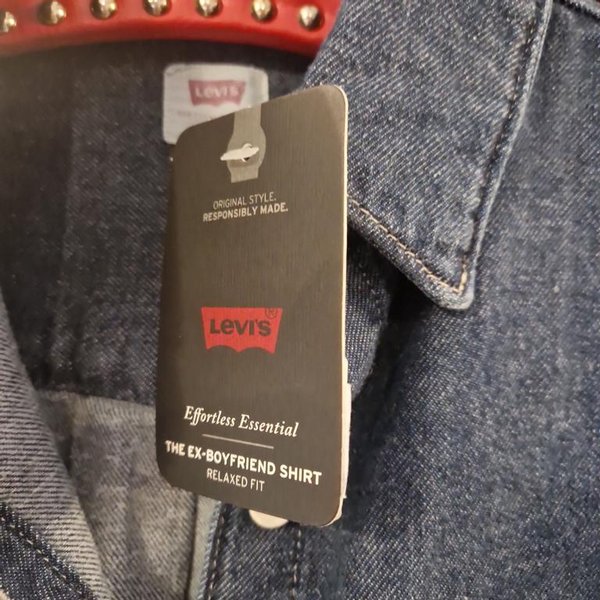 LEVI'S
ORIGINAL STYLE.
RESPONSIBLY MADE.
LEVI'S®
Effortless Essential
THE EX-BOYFRIEND SHIRT
RELAXED FIT